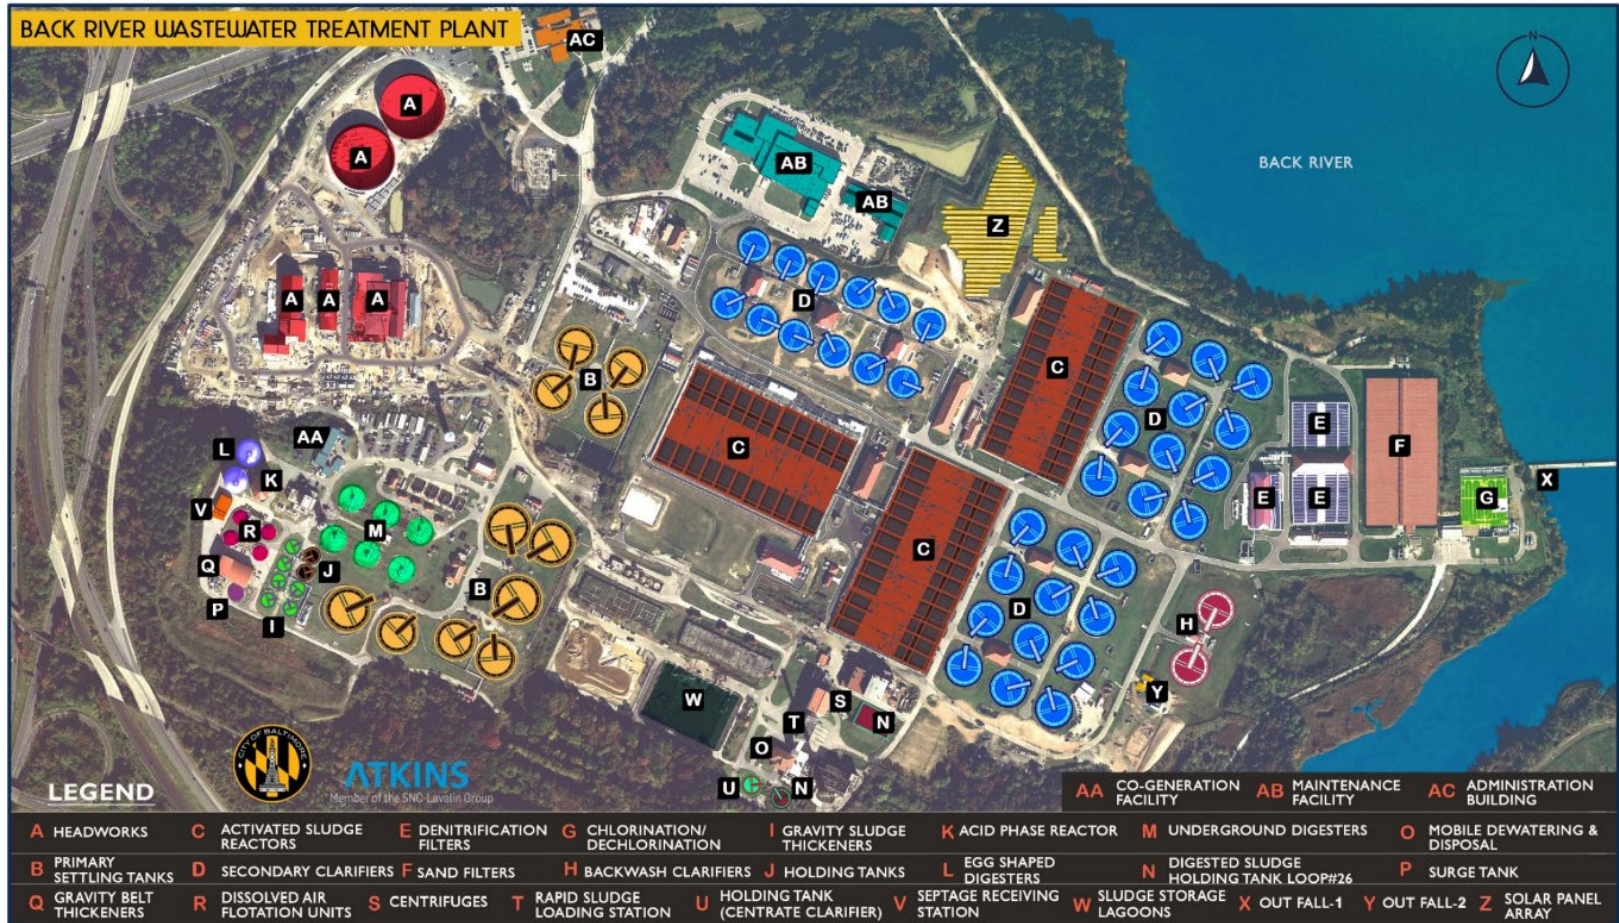 BACK RIVER WASTEWATER TREATMENT PLANT
AC
N
A
A
AB
AB
BACK RIVER
Z
A
A
A
D
B
C
C
D
L
AA
K
V
R
M
Q
J
P
I
B
C
D
E
E
E
F
G
X
H
Y
W
S
N
T
O
U
N
CITY OF BALTIMORE
ATKINS
Member of the SNC-Lavalin Group
LEGEND
AA CO-GENERATION
FACILITY
AB MAINTENANCE
FACILITY
AC ADMINISTRATION
BUILDING
A HEADWORKS
C ACTIVATED SLUDGE
REACTORS
E DENITRIFICATION
FILTERS
G CHLORINATION/
DECHLORINATION
I GRAVITY SLUDGE
THICKENERS
K ACID PHASE REACTOR
M UNDERGROUND DIGESTERS
O MOBILE DEWATERING &
DISPOSAL
B PRIMARY
SETTLING TANKS
D SECONDARY CLARIFIERS
F SAND FILTERS
H BACKWASH CLARIFIERS
J HOLDING TANKS
L EGG SHAPED
DIGESTERS
N DIGESTED SLUDGE
HOLDING TANK LOOP#26
P SURGE TANK
Q GRAVITY BELT
THICKENERS
R DISSOLVED AIR
FLOTATION UNITS
S CENTRIFUGES
T RAPID SLUDGE
LOADING STATION
U HOLDING TANK
(CENTRATE CLARIFIER)
V SEPTAGE RECEIVING
STATION
W SLUDGE STORAGE
LAGOONS
X OUT FALL-1
Y OUT FALL-2
Z SOLAR PANEL
ARRAY